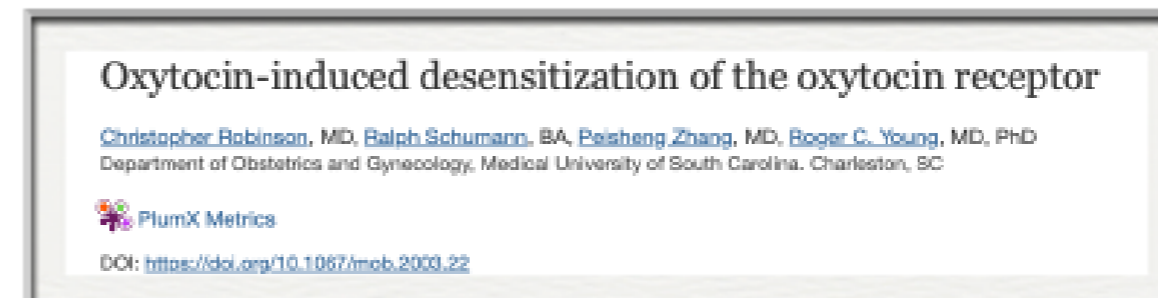 Oxytocin-induced desensitization of the oxytocin receptor
Christopher Robinson, MD, Ralph Schumann, BA, Peisheng Zhang, MD, Roger C. Young, MD, PhD
Department of Obstetrics and Gynecology, Medical University of South Carolina. Charleston, SC
PlumX Metrics
DOI: https://doi.org/10.1067/mob.2003.22